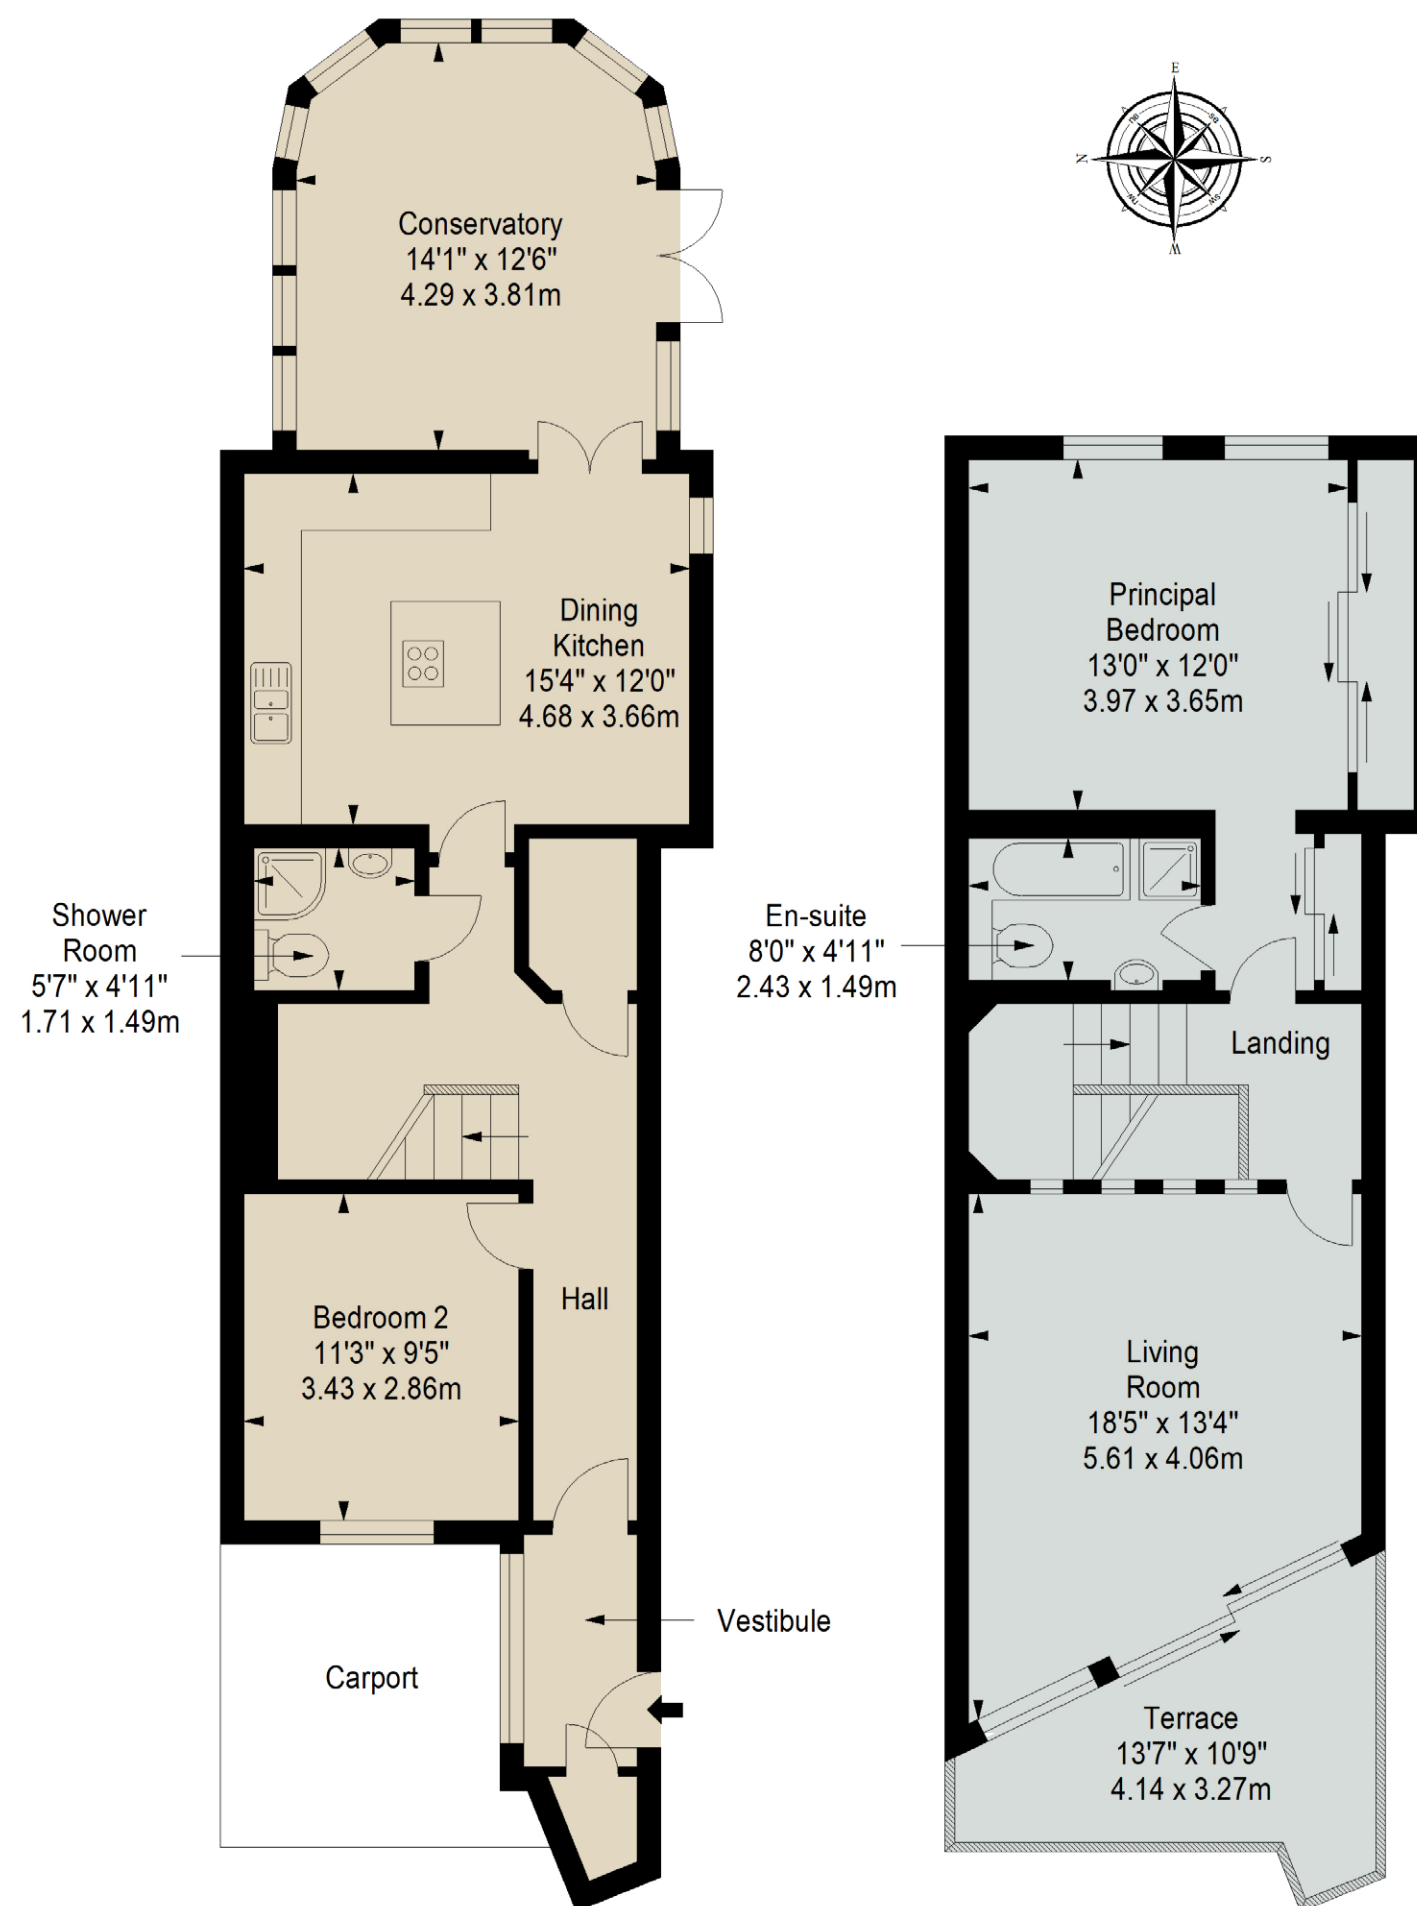 E
ne
se
N
S
nw
sw
W
Conservatory
14'1" x 12'6"
4.29 x 3.81m
Dining
Kitchen
15'4" x 12'0"
4.68 x 3.66m
Principal
Bedroom
13'0" x 12'0"
3.97 x 3.65m
Shower
Room
5'7" x 4'11"
1.71 x 1.49m
En-suite
8'0" x 4'11"
2.43 x 1.49m
Landing
Hall
Bedroom 2
11'3" x 9'5"
3.43 x 2.86m
Living
Room
18'5" x 13'4"
5.61 x 4.06m
Vestibule
Carport
Terrace
13'7" x 10'9"
4.14 x 3.27m